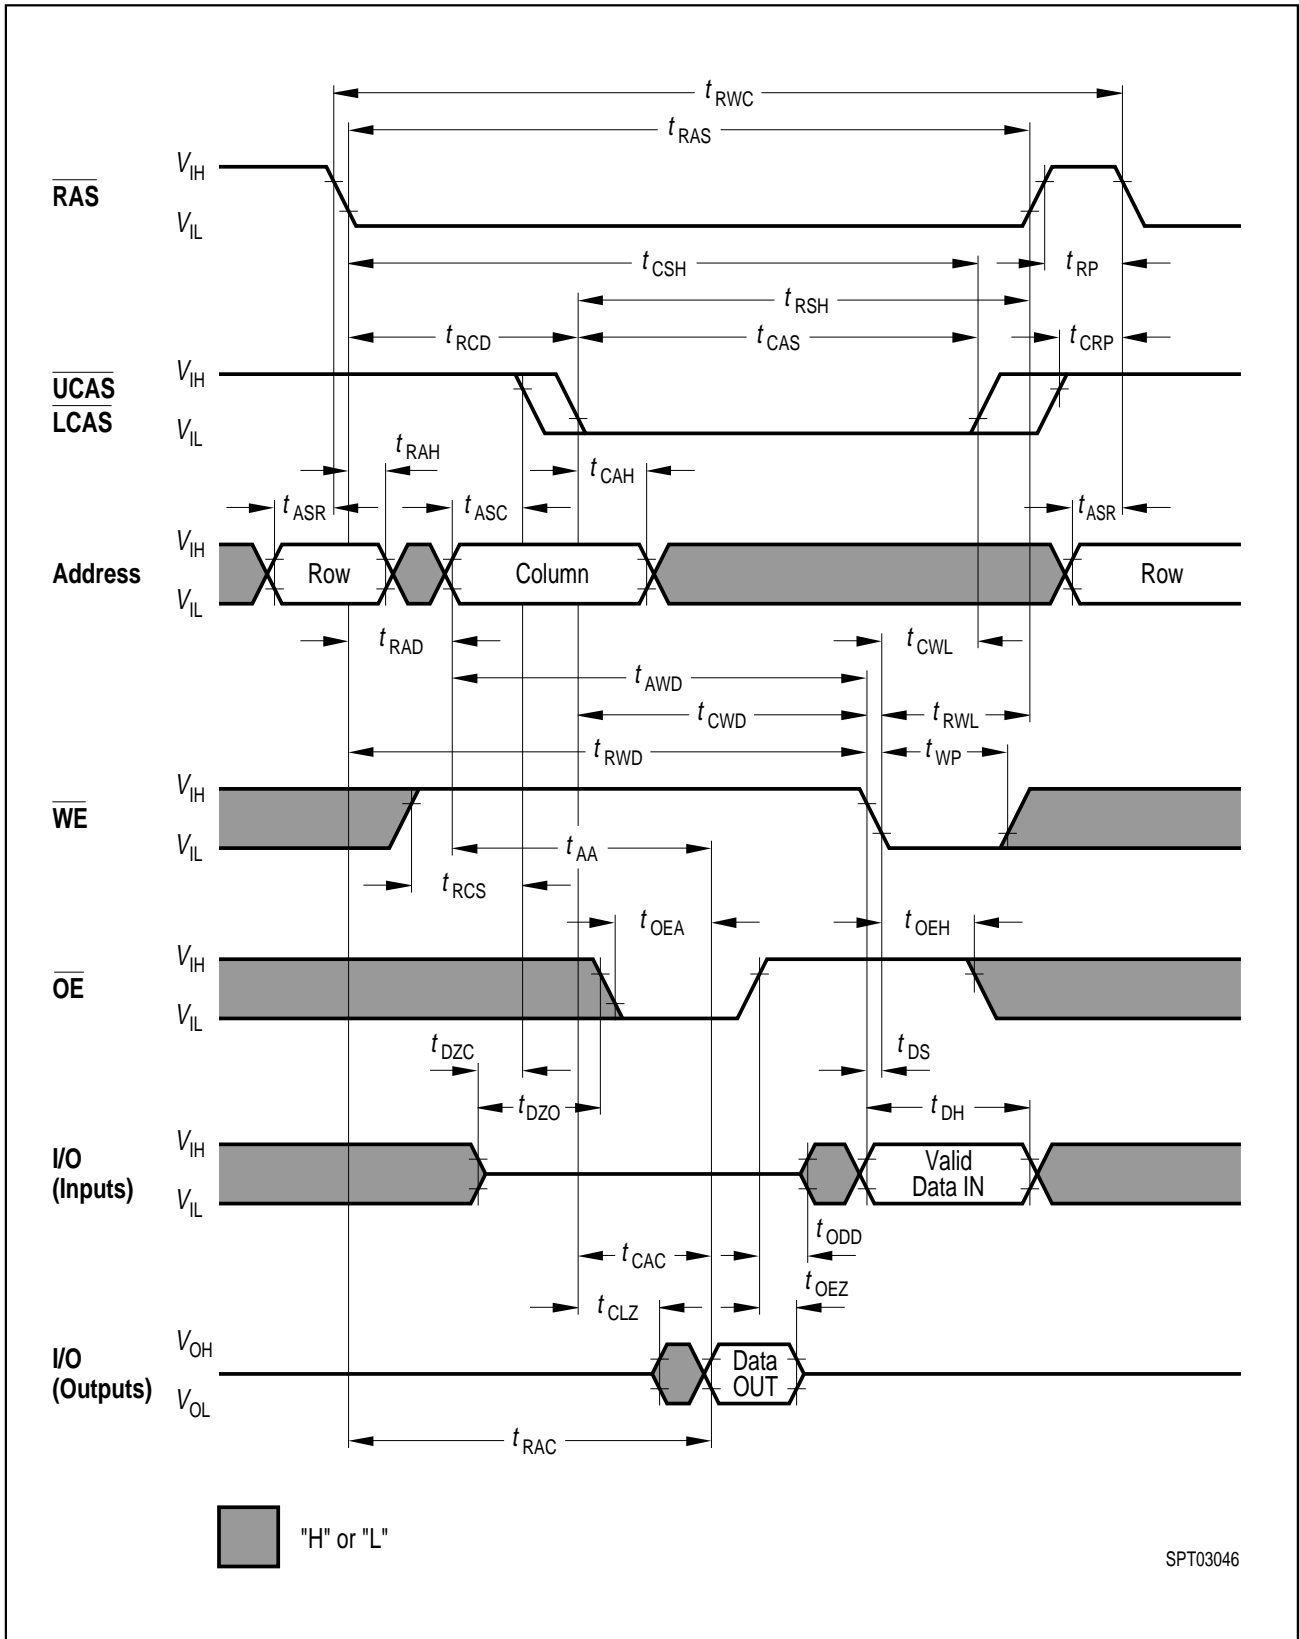 tRWC
tRAS
VIH
RAS
VIL
tCSH
tRP
tRSH
tRCD
tCAS
tCRP
VIH
UCAS
LCAS
VIL
tRAH
tCAH
tASR
tASC
tASR
VIH
Address
Row
Column
Row
VIL
tRAD
tCWL
tAWD
tCWD
tRWL
tRWD
tWP
VIH
WE
VIL
tAA
tRCS
tOEA
tOEH
VIH
OE
VIL
tDZC
tDS
tDZO
tDH
VIH
I/O
(Inputs)
VIL
Valid
Data IN
tODD
tCAC
tOEZ
tCLZ
VOH
I/O
(Outputs)
VOL
Data
OUT
tRAC
"H" or "L"
SPT03046